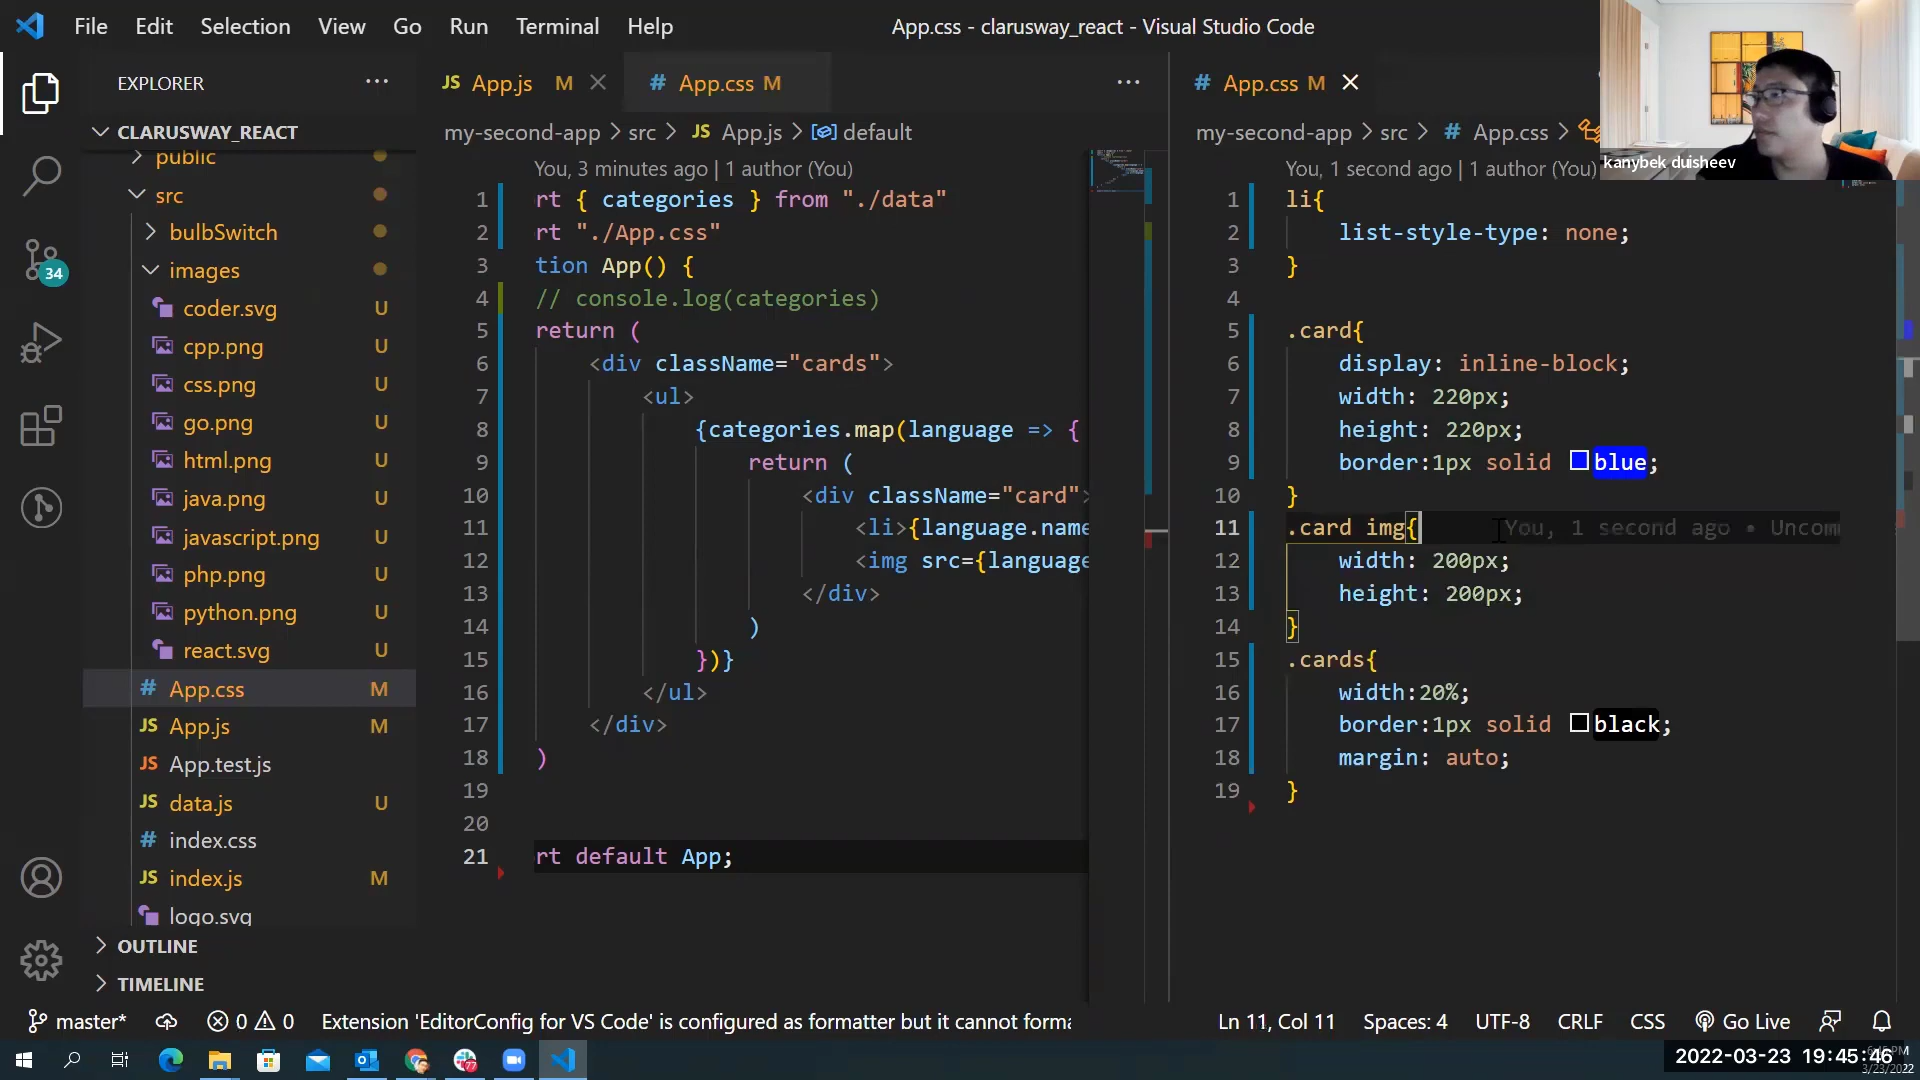 File Edit Selection View Go Run Terminal Help
App.css - clarusway_react - Visual Studio Code
kanybek duisheev
EXPLORER ...
CLARUSWAY_REACT
public
src
bulbSwitch
images
coder.svg U
cpp.png U
css.png U
go.png U
html.png U
java.png U
javascript.png U
php.png U
python.png U
react.svg U
# App.css M
JS App.js M
JS App.test.js
JS data.js U
# index.css
JS index.js M
logo.svg
OUTLINE
TIMELINE
34
JS App.js M
# App.css M
...
my-second-app > src > JS App.js > default
You, 3 minutes ago | 1 author (You)
1 rt { categories } from "./data"
2 rt "./App.css"
3 tion App() {
4 // console.log(categories)
5 return (
6 <div className="cards">
7 <ul>
8 {categories.map(language => {
9 return (
10 <div className="card">
11 <li>{language.name
12 <img src={language
13 </div>
14 )
15 })}
16 </ul>
17 </div>
18 )
19
20
21 rt default App;
# App.css M
my-second-app > src > # App.css >
You, 1 second ago | 1 author (You)
1 li{
2 list-style-type: none;
3 }
4
5 .card{
6 display: inline-block;
7 width: 220px;
8 height: 220px;
9 border:1px solid blue;
10 }
11 .card img{ You, 1 second ago • Uncom
12 width: 200px;
13 height: 200px;
14 }
15 .cards{
16 width:20%;
17 border:1px solid black;
18 margin: auto;
19 }
master* 0 0 Extension 'EditorConfig for VS Code' is configured as formatter but it cannot forma
Ln 11, Col 11 Spaces: 4 UTF-8 CRLF CSS Go Live
77
2022-03-23 19:45:46
3/23/2022